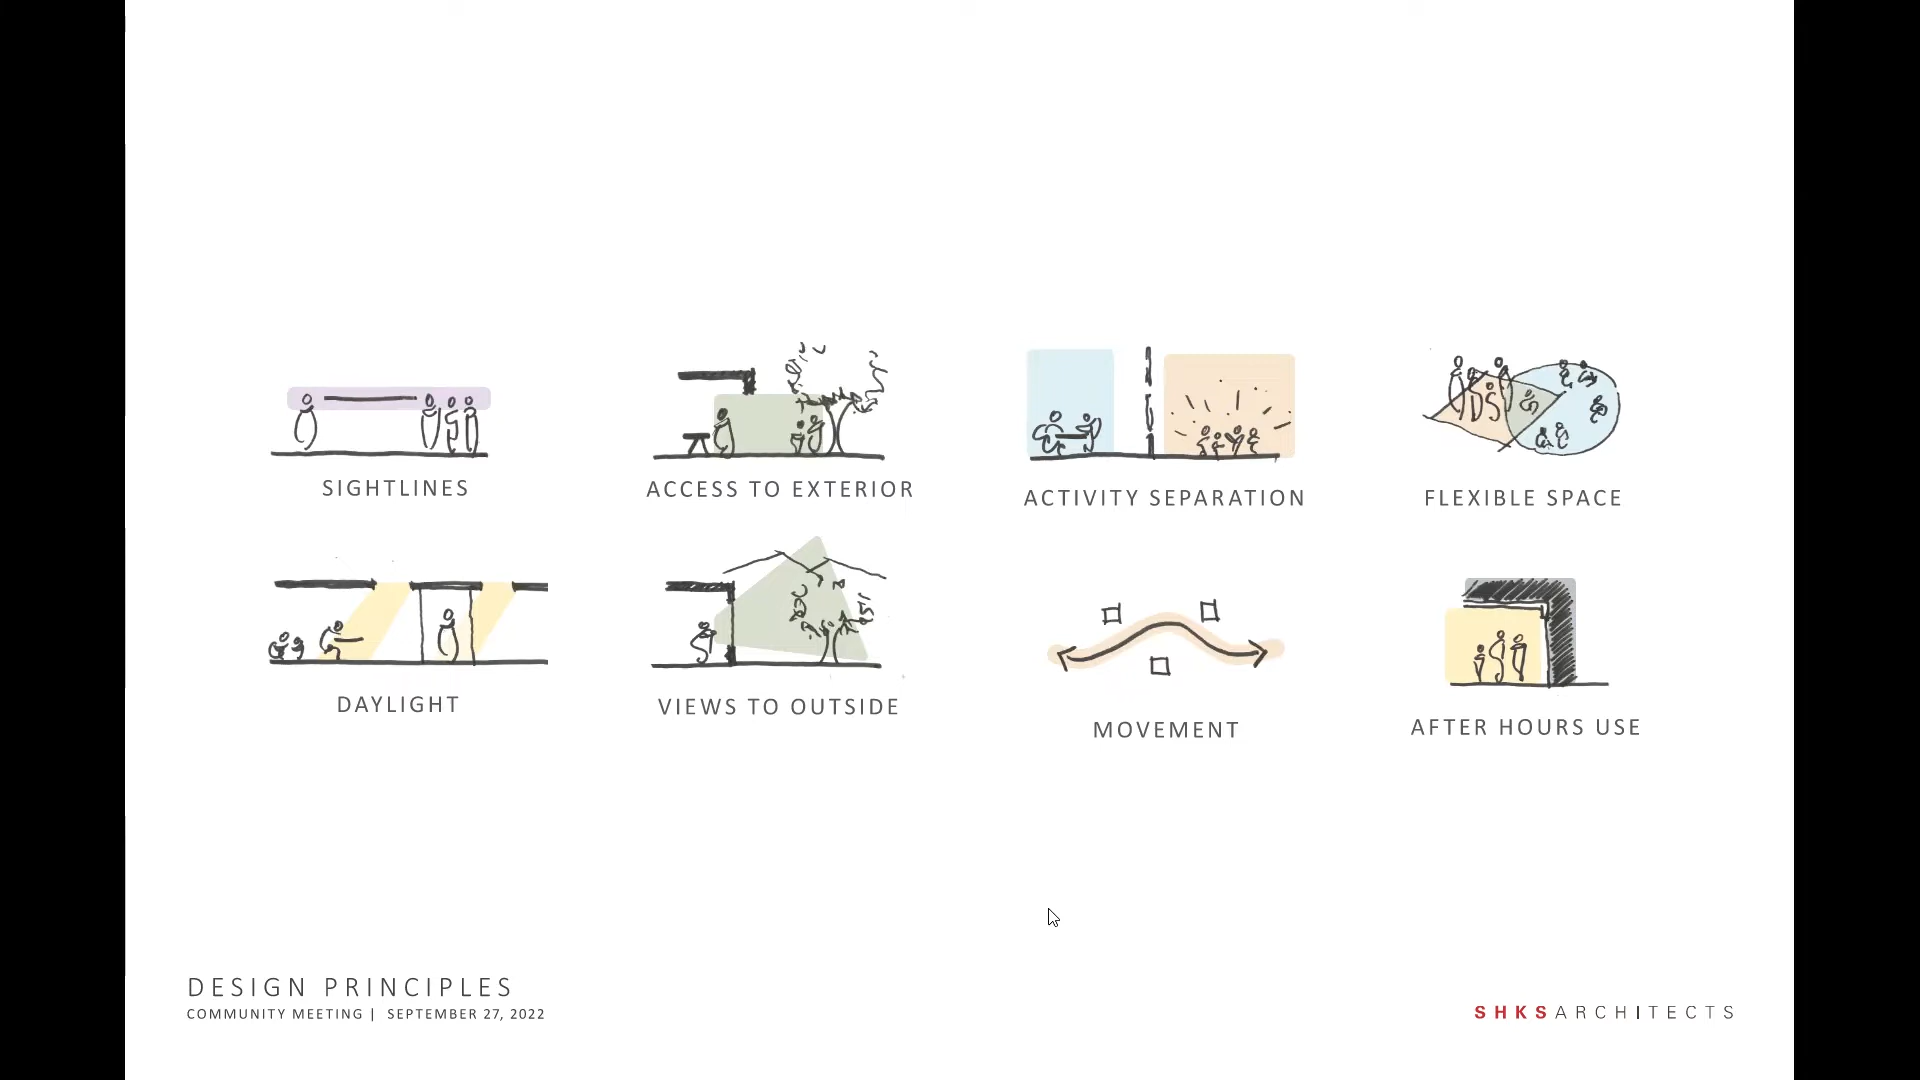 SIGHTLINES
ACCESS TO EXTERIOR
ACTIVITY SEPARATION
FLEXIBLE SPACE
DAYLIGHT
VIEWS TO OUTSIDE
MOVEMENT
AFTER HOURS USE
DESIGN PRINCIPLES
COMMUNITY MEETING | SEPTEMBER 27, 2022
SHKSARCHITECTS